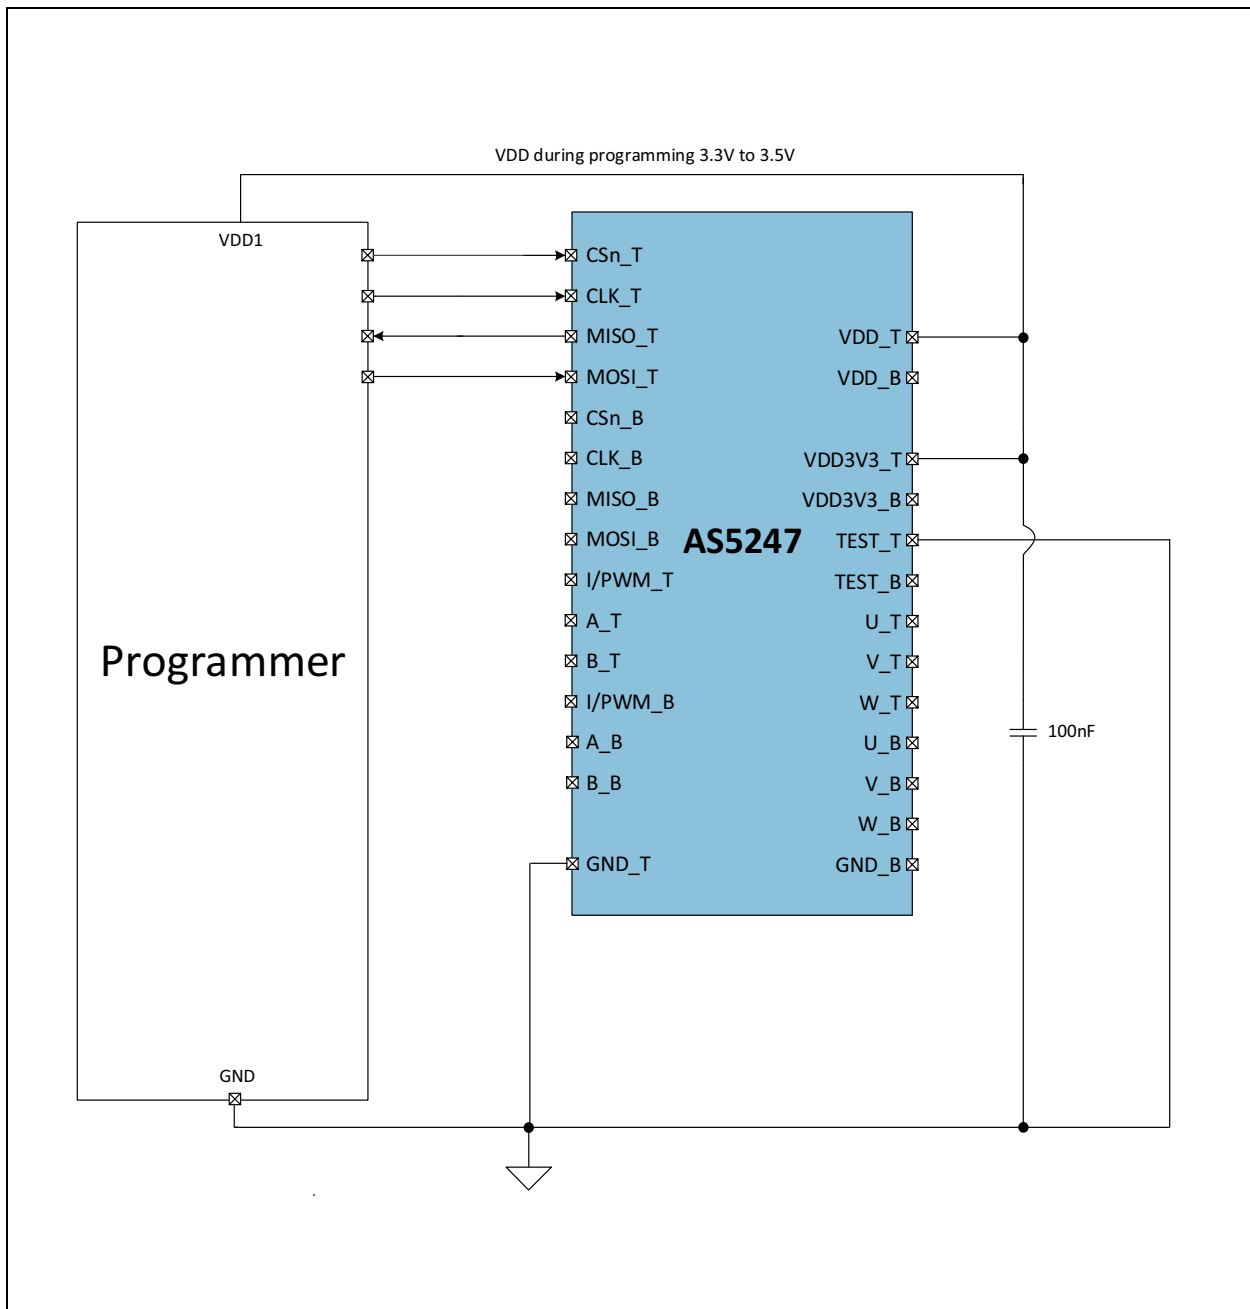 VDD during programming 3.3V to 3.5V
VDD1
Programmer
GND
CSn_T
CLK_T
MISO_T
MOSI_T
CSn_B
CLK_B
MISO_B
MOSI_B
I/PWM_T
A_T
B_T
I/PWM_B
A_B
B_B
GND_T
AS5247
VDD_T
VDD_B
VDD3V3_T
VDD3V3_B
TEST_T
TEST_B
U_T
V_T
W_T
U_B
V_B
W_B
GND_B
100nF